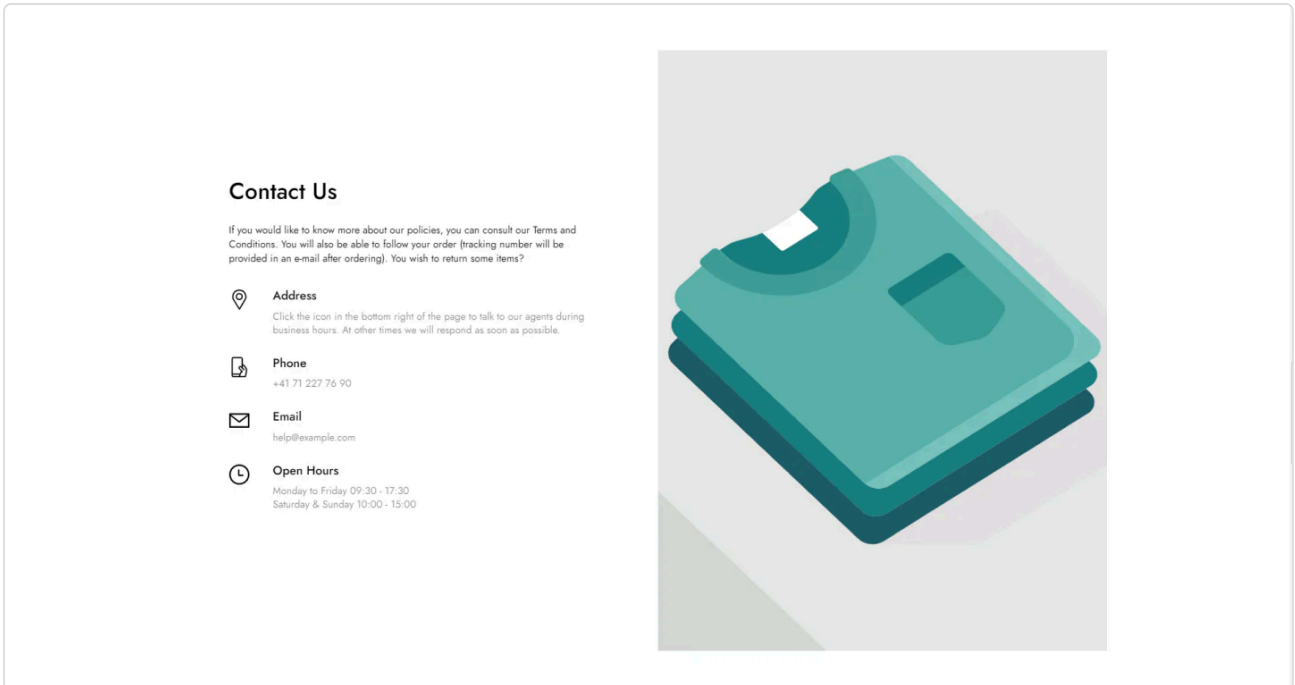 Contact Us
If you would like to know more about our policies, you can consult our Terms and
Conditions. You will also be able to follow your order (tracking number will be
provided in an e-mail after ordering). You wish to return some items?
Address
Click the icon in the bottom right of the page to talk to our agents during
business hours. At other times we will respond as soon as possible.
Phone
+41 71 227 76 90
Email
help@example.com
Open Hours
Monday to Friday 09:30 - 17:30
Saturday & Sunday 10:00 - 15:00